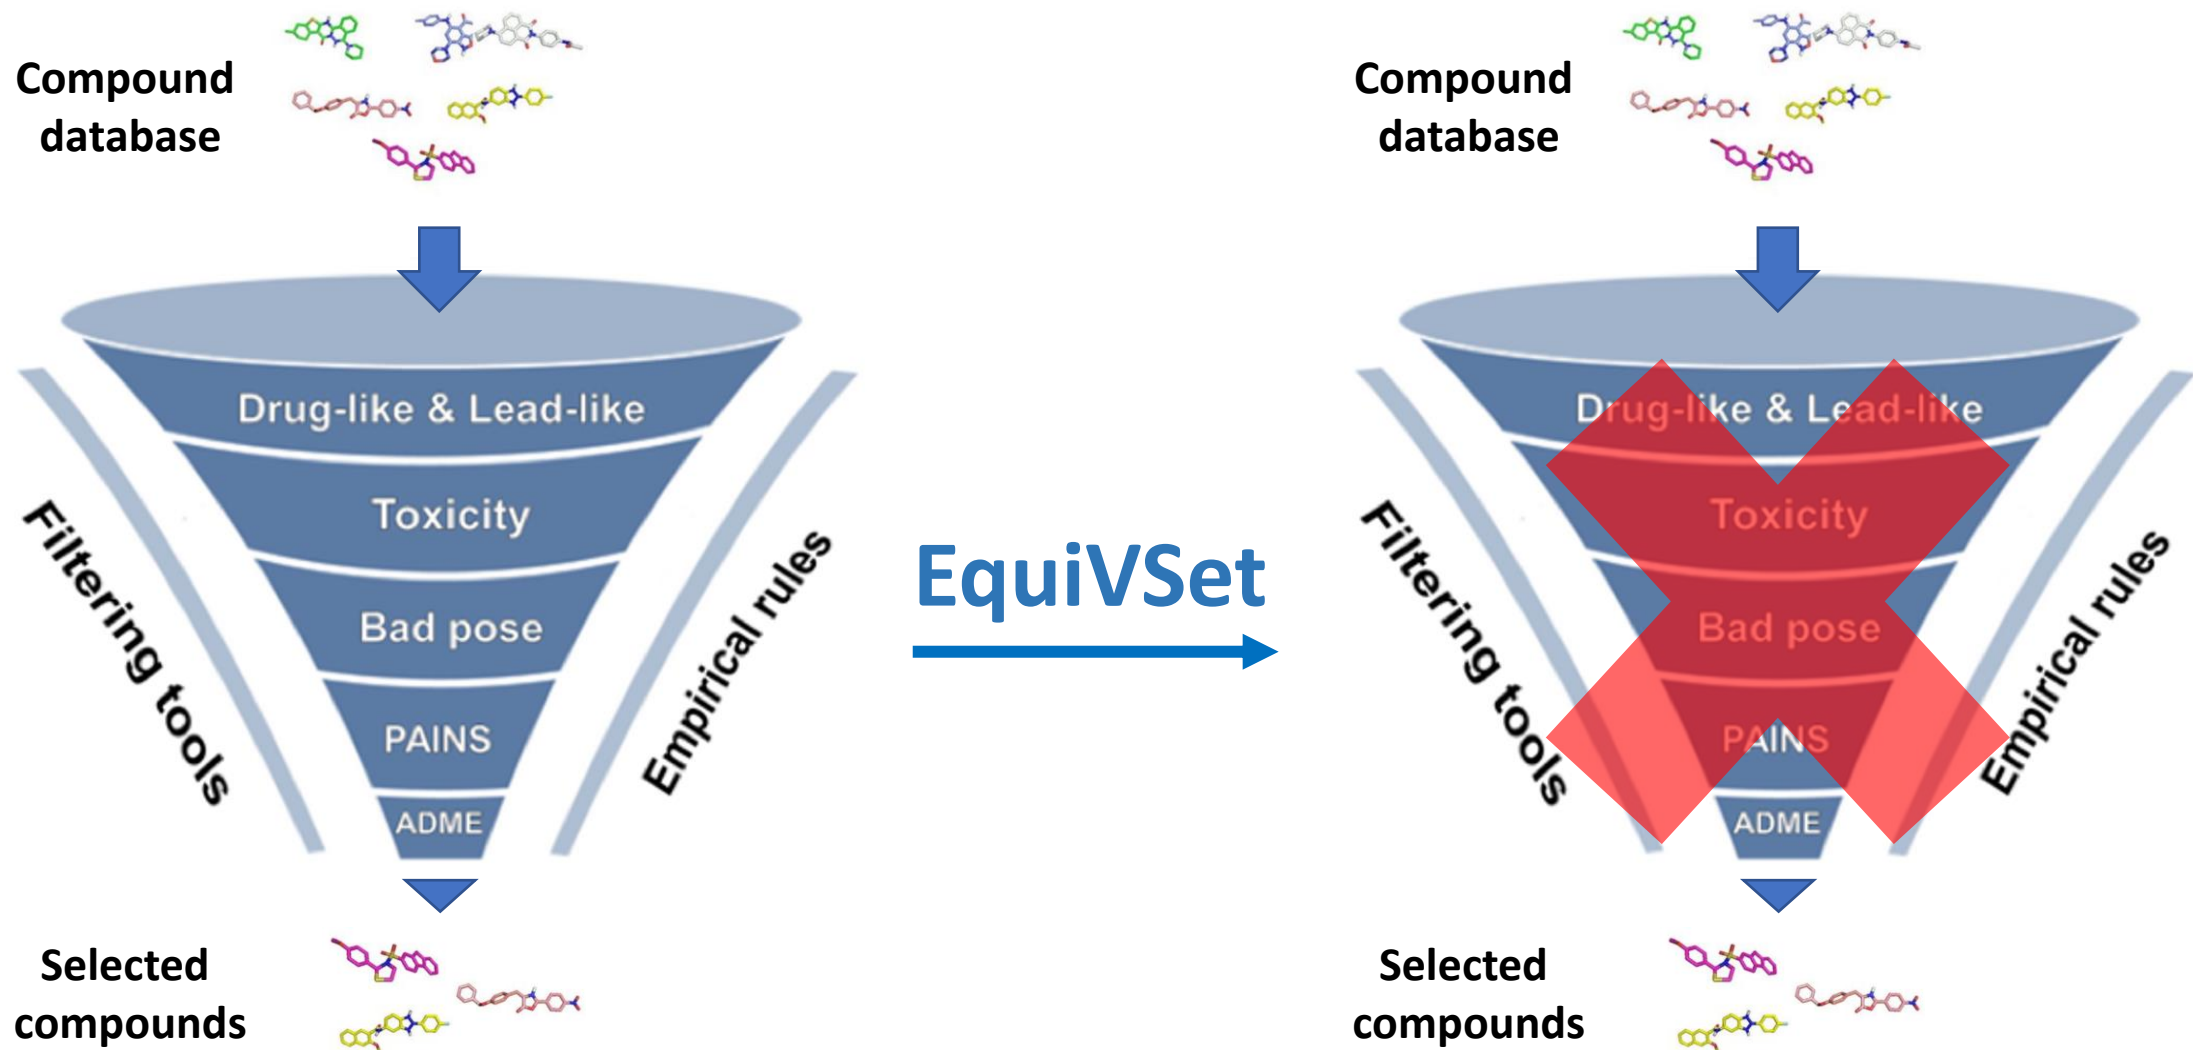 Compound
database
Drug-like & Lead-like
Toxicity
Bad pose
PAINS
ADME
Filtering tools
Empirical rules
Selected
compounds
EquiVSet
Compound
database
Drug-like & Lead-like
Toxicity
Bad pose
PAINS
ADME
Filtering tools
Empirical rules
Selected
compounds